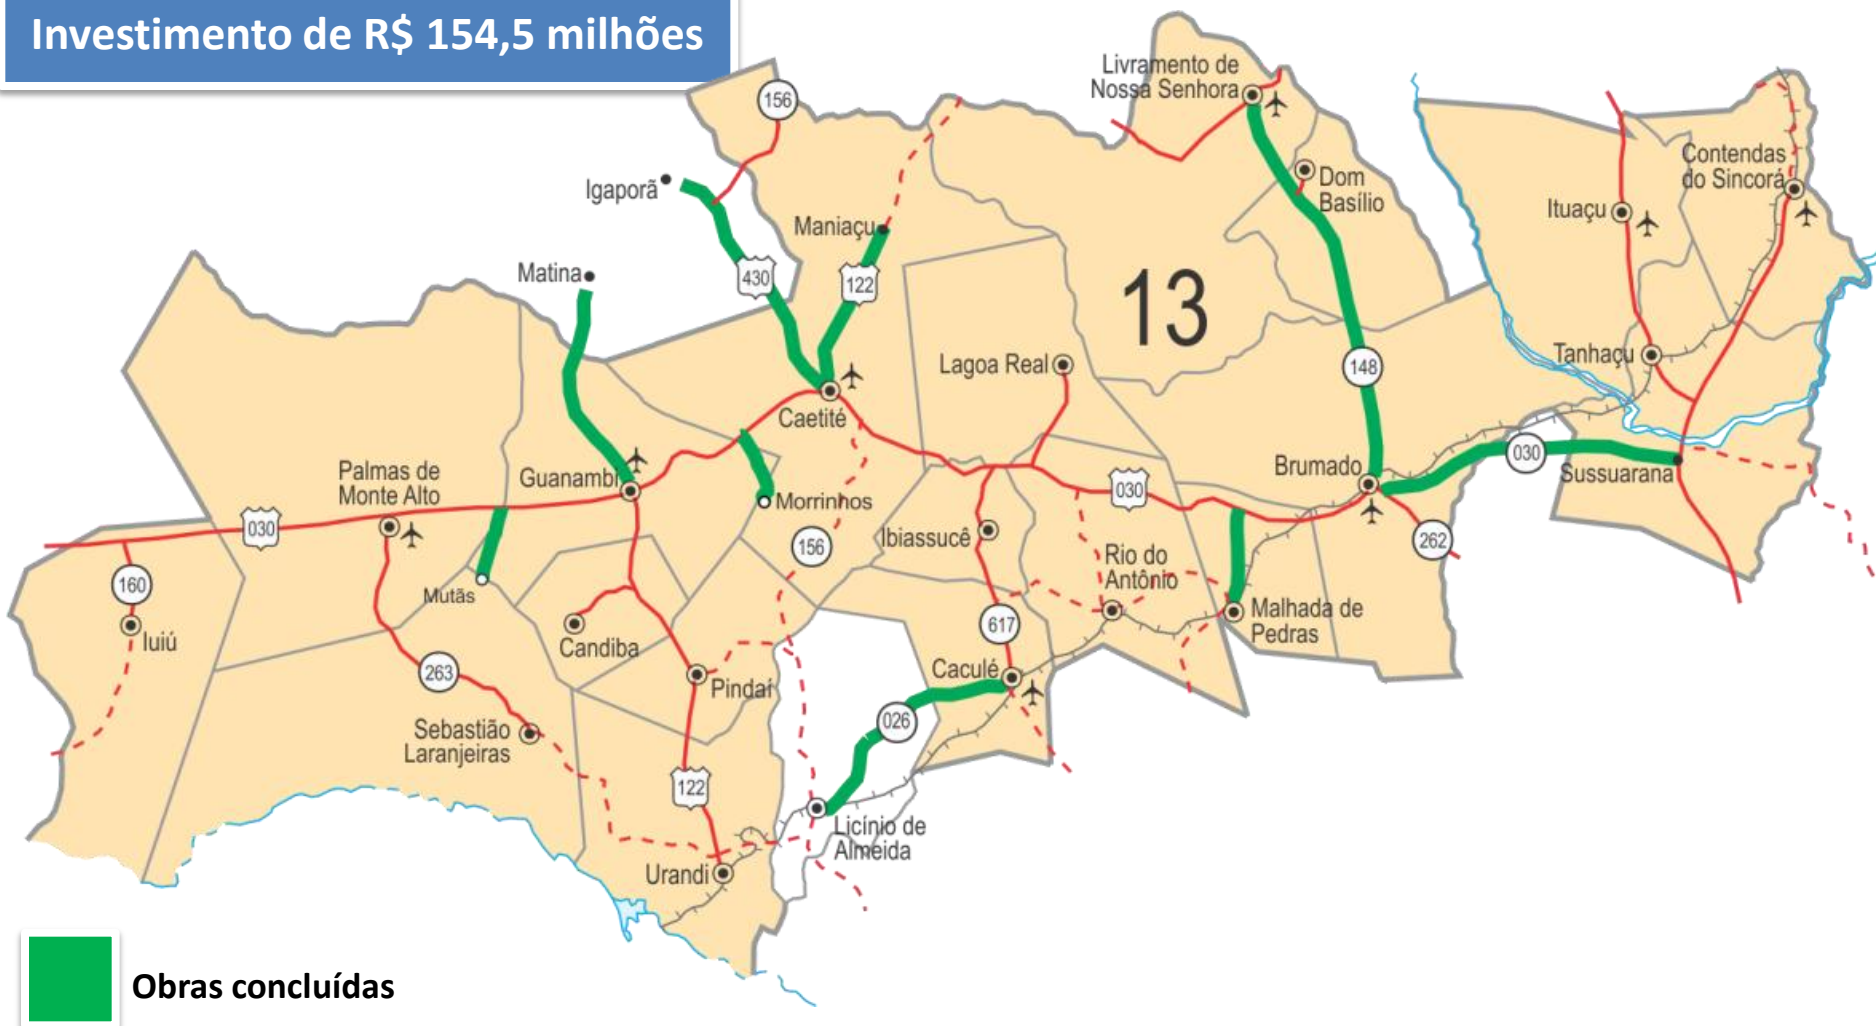 Investimento de R$ 154,5 milhões
156
Livramento de
Nossa Senhora
Igaporã
Maniaçu
Dom
Basílio
Contendas
do Sincorá
Ituaçu
Matina
430
122
13
Tanhaçu
Lagoa Real
148
Caetité
Palmas de
Monte Alto
Guanambi
Morrinhos
Brumado
030
Sussuarana
030
030
156
Ibiassucê
Rio do
Antônio
262
160
Mutãs
Iuiú
Candiba
617
Malhada de
Pedras
263
Pindaí
Caculé
026
Sebastião
Laranjeiras
122
Licínio de
Almeida
Urandi
Obras concluídas